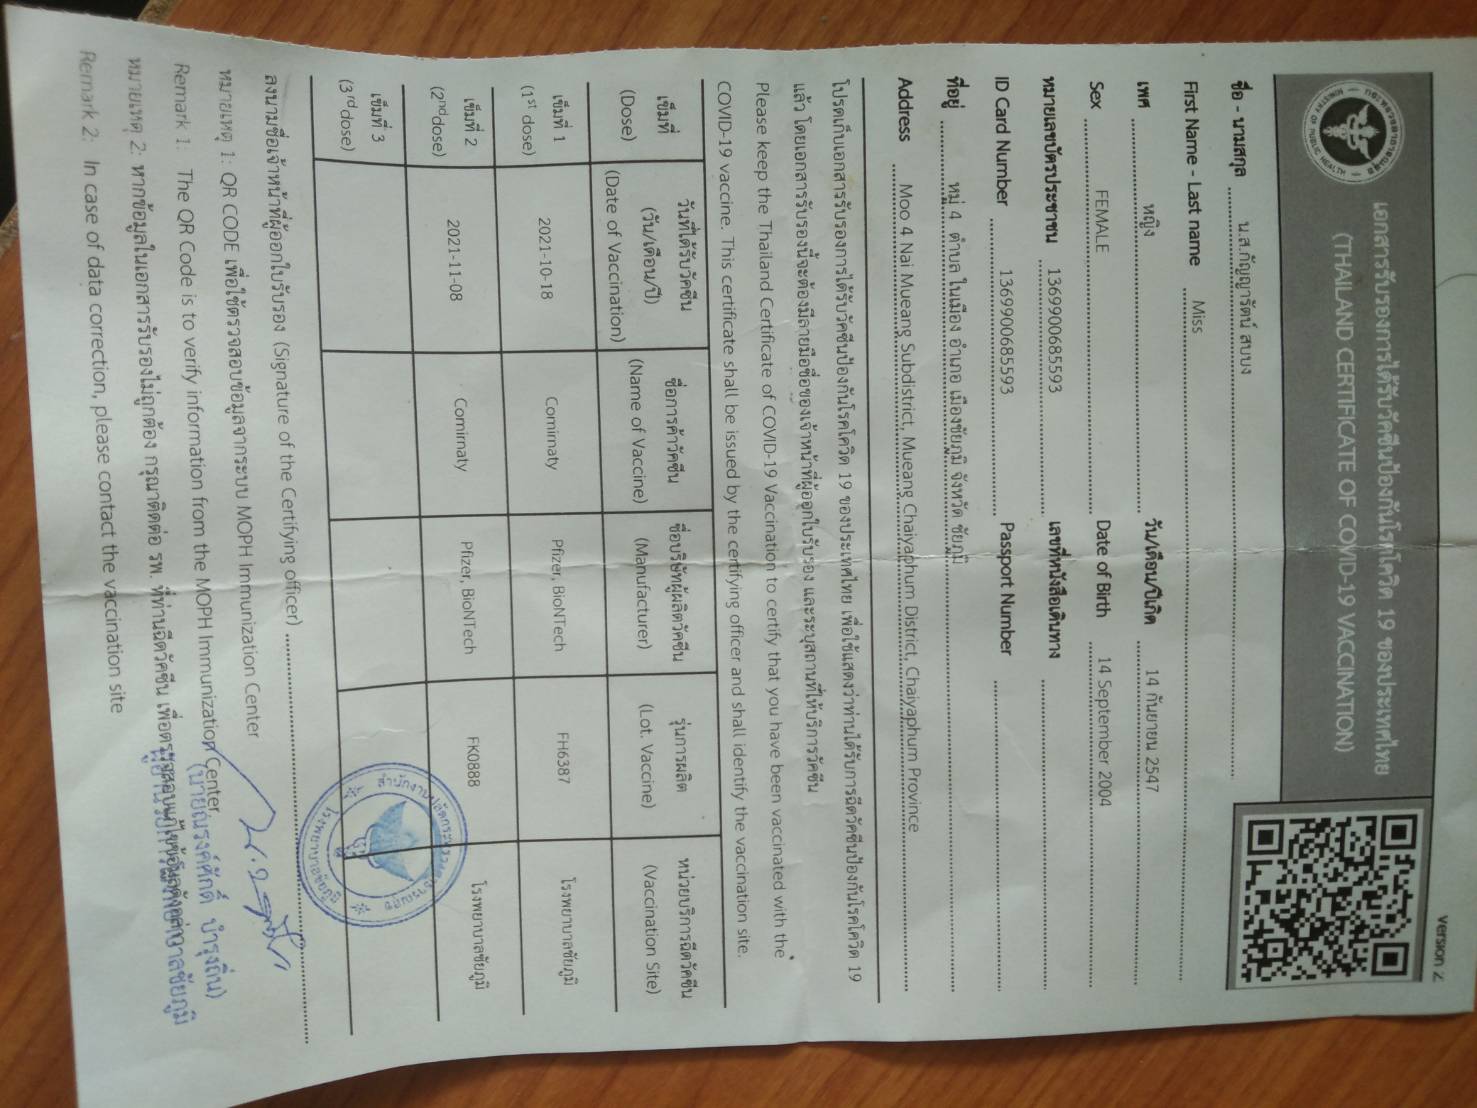 version 2
เอกสารรับรองการได้รับวัคซีนป้องกันโรคโควิด 19 ของประเทศไทย
(THAILAND CERTIFICATE OF COVID-19 VACCINATION)
MINISTRY OF PUBLIC HEALTH
กระทรวงสาธารณสุข
ชื่อ - นามสกุล น.ส.กัญญารัตน์ สบบง
First Name - Last name Miss
เพศ หญิง วัน/เดือน/ปีเกิด 14 กันยายน 2547
Sex FEMALE Date of Birth 14 September 2004
หมายเลขบัตรประชาชน 1369900685593 เลขที่หนังสือเดินทาง
ID Card Number 1369900685593 Passport Number
ที่อยู่ หมู่ 4 ตำบล ในเมือง อำเภอ เมืองชัยภูมิ จังหวัด ชัยภูมิ
Address Moo 4 Nai Mueang Subdistrict, Mueang Chaiyaphum District, Chaiyaphum Province
โปรดเก็บเอกสารรับรองการได้รับวัคซีนป้องกันโรคโควิด 19 ของประเทศไทย เพื่อใช้แสดงว่าท่านได้รับการฉีดวัคซีนป้องกันโรคโควิด 19
แล้ว โดยเอกสารรับรองนี้จะต้องมีลายมือชื่อของเจ้าหน้าที่ผู้ออกใบรับรอง และระบุสถานที่ให้บริการวัคซีน
Please keep the Thailand Certificate of COVID-19 Vaccination to certify that you have been vaccinated with the
COVID-19 vaccine. This certificate shall be issued by the certifying officer and shall identify the vaccination site.
เข็มที่ วันที่ได้รับวัคซีน ชื่อการค้าวัคซีน ชื่อบริษัทผู้ผลิตวัคซีน รุ่นการผลิต หน่วยบริการฉีดวัคซีน
(Dose) (วัน/เดือน/ปี) (Name of Vaccine) (Manufacturer) (Lot. Vaccine) (Vaccination Site)
(Date of Vaccination)
เข็มที่ 1 2021-10-18 Comirnaty Pfizer, BioNTech FH6387 โรงพยาบาลชัยภูมิ
(1st dose)
เข็มที่ 2 2021-11-08 Comirnaty Pfizer, BioNTech FK0888 โรงพยาบาลชัยภูมิ
(2nd dose)
เข็มที่ 3
(3rd dose)
สำนักงานปลัดกระทรวงสาธารณสุข
โรงพยาบาลชัยภูมิ
ลงนามชื่อเจ้าหน้าที่ผู้ออกใบรับรอง (Signature of the Certifying officer)
หมายเหตุ 1: QR CODE เพื่อใช้ตรวจสอบข้อมูลจากระบบ MOPH Immunization Center
Remark 1: The QR Code is to verify information from the MOPH Immunization Center,
(นายณรงค์ศักดิ์ บำรุงถิ่น)
หมายเหตุ 2: หากข้อมูลในเอกสารรับรองไม่ถูกต้อง กรุณาติดต่อ รพ. ที่ท่านฉีดวัคซีน เพื่อตรวจสอบแก้ไขข้อมูลดังกล่าว
ผู้อำนวยการโรงพยาบาลชัยภูมิ
Remark 2: In case of data correction, please contact the vaccination site